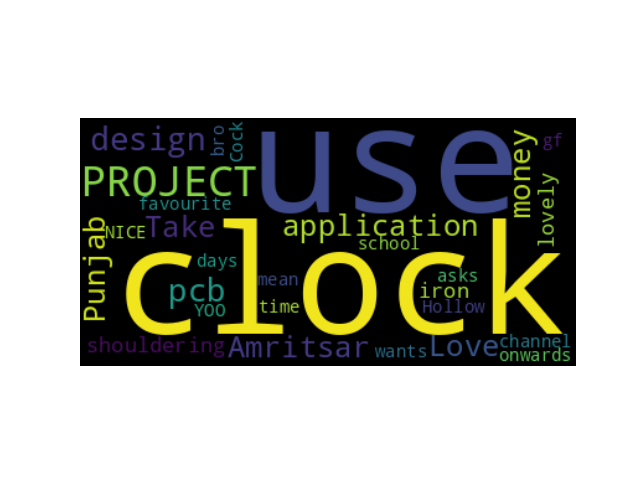 design
bro
Cock
use
money
gf
PROJECT
favourite
lovely
Punjab
NICE
Take
application
school
clock
days
pcb
YOO
mean
time
asks
iron
Hollow
shouldering
Amritsar
wants
Love
channel
onwards